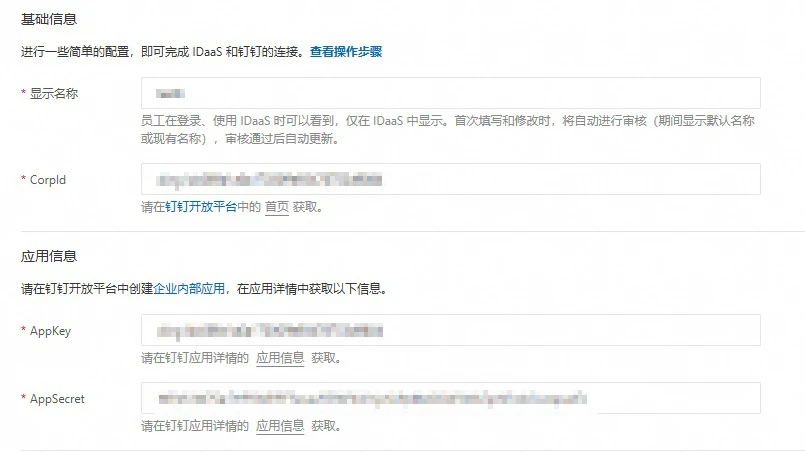 基础信息
进行一些简单的配置，即可完成 IDaaS 和钉钉的连接。查看操作步骤
* 显示名称
员工在登录、使用 IDaaS 时可以看到，仅在 IDaaS 中显示。首次填写和修改时，将自动进行审核（期间显示默认名称
或现有名称），审核通过后自动更新。
* CorpId
请在钉钉开放平台中的 首页 获取。
应用信息
请在钉钉开放平台中创建企业内部应用，在应用详情中获取以下信息。
* AppKey
请在钉钉应用详情的 应用信息 获取。
* AppSecret
请在钉钉应用详情的 应用信息 获取。